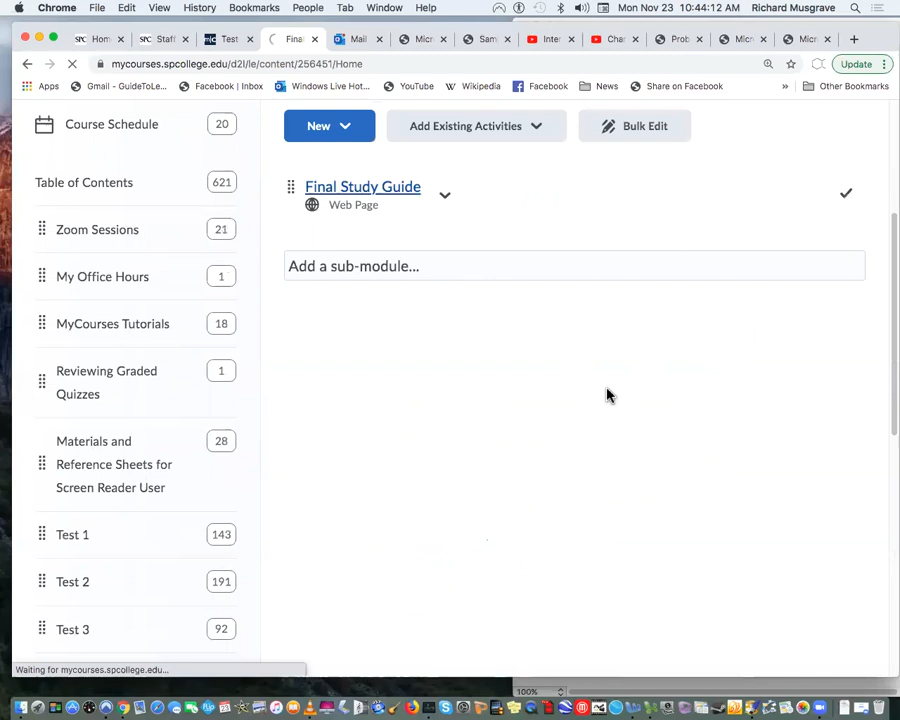 Chrome File Edit View History Bookmarks People Tab Window Help Mon Nov 23 10:44:12 AM Richard Musgrave
Hom Staff Test Final Mail Micr Sam Inter Cha Prob Micr Micr
mycourses.spcollege.edu/d2l/le/content/256451/Home Update
Apps Gmail - GuideToLe... Facebook | Inbox Windows Live Hot... YouTube Wikipedia Facebook News Share on Facebook » Other Bookmarks
Course Schedule 20
New Add Existing Activities Bulk Edit
Table of Contents 621
Final Study Guide
Web Page
Zoom Sessions 21
Add a sub-module...
My Office Hours 1
MyCourses Tutorials 18
Reviewing Graded 1
Quizzes
Materials and 28
Reference Sheets for
Screen Reader User
Test 1 143
Test 2 191
Test 3 92
Waiting for mycourses.spcollege.edu...
100%